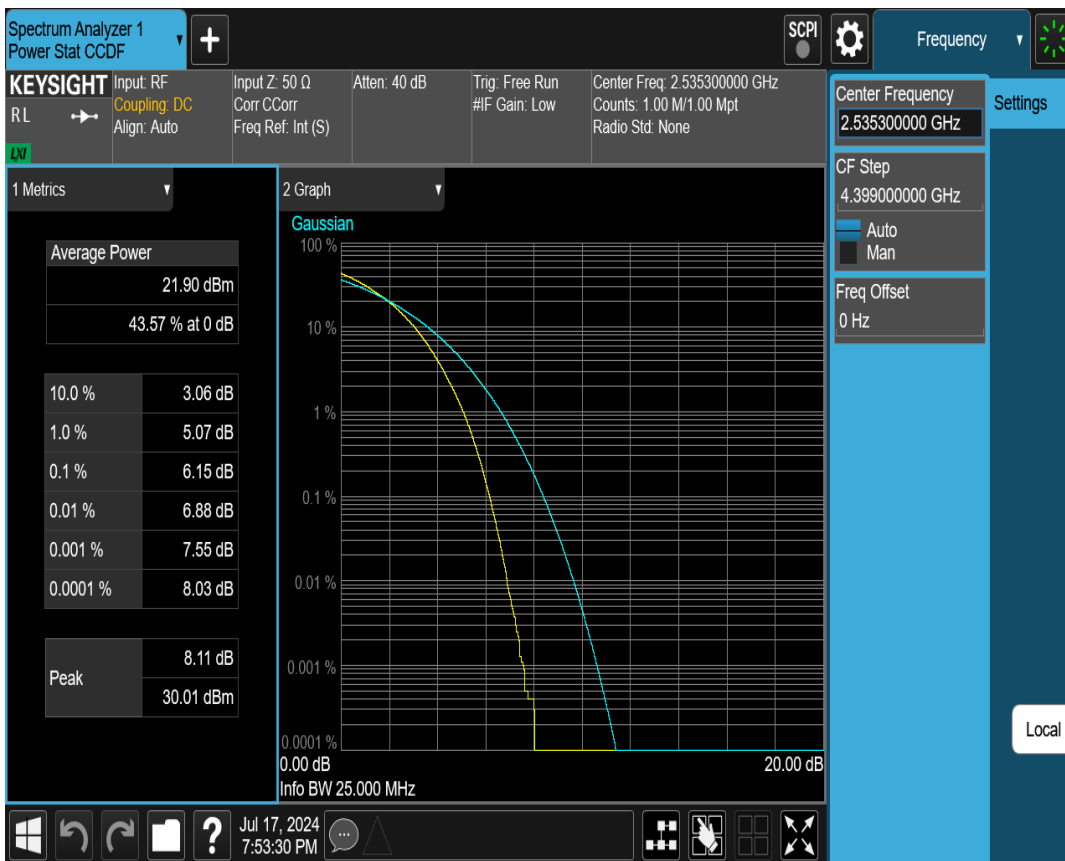 Spectrum Analyzer 1
Power Stat CCDF
+
SCPI
Frequency
KEYSIGHT
RL
LXI
Input: RF
Coupling: DC
Align: Auto
Input Z: 50 Ω
Corr CCorr
Freq Ref: Int (S)
Atten: 40 dB
Trig: Free Run
#IF Gain: Low
Center Freq: 2.535300000 GHz
Counts: 1.00 M/1.00 Mpt
Radio Std: None
Center Frequency
2.535300000 GHz
Settings
CF Step
4.399000000 GHz
Auto
Man
Freq Offset
0 Hz
1 Metrics
Average Power
21.90 dBm
43.57 % at 0 dB
10.0 % 3.06 dB
1.0 % 5.07 dB
0.1 % 6.15 dB
0.01 % 6.88 dB
0.001 % 7.55 dB
0.0001 % 8.03 dB
Peak
8.11 dB
30.01 dBm
2 Graph
Gaussian
100 %
10 %
1 %
0.1 %
0.01 %
0.001 %
0.0001 %
0.00 dB 20.00 dB
Info BW 25.000 MHz
Local
?
Jul 17, 2024
7:53:30 PM